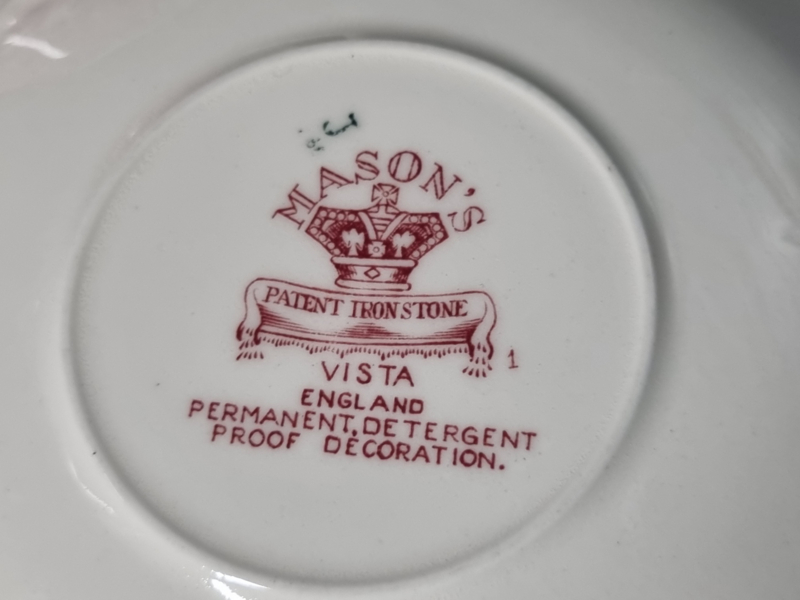 MASON'S
PATENT IRONSTONE
1
VISTA
ENGLAND
PERMANENT, DETERGENT
PROOF DECORATION.